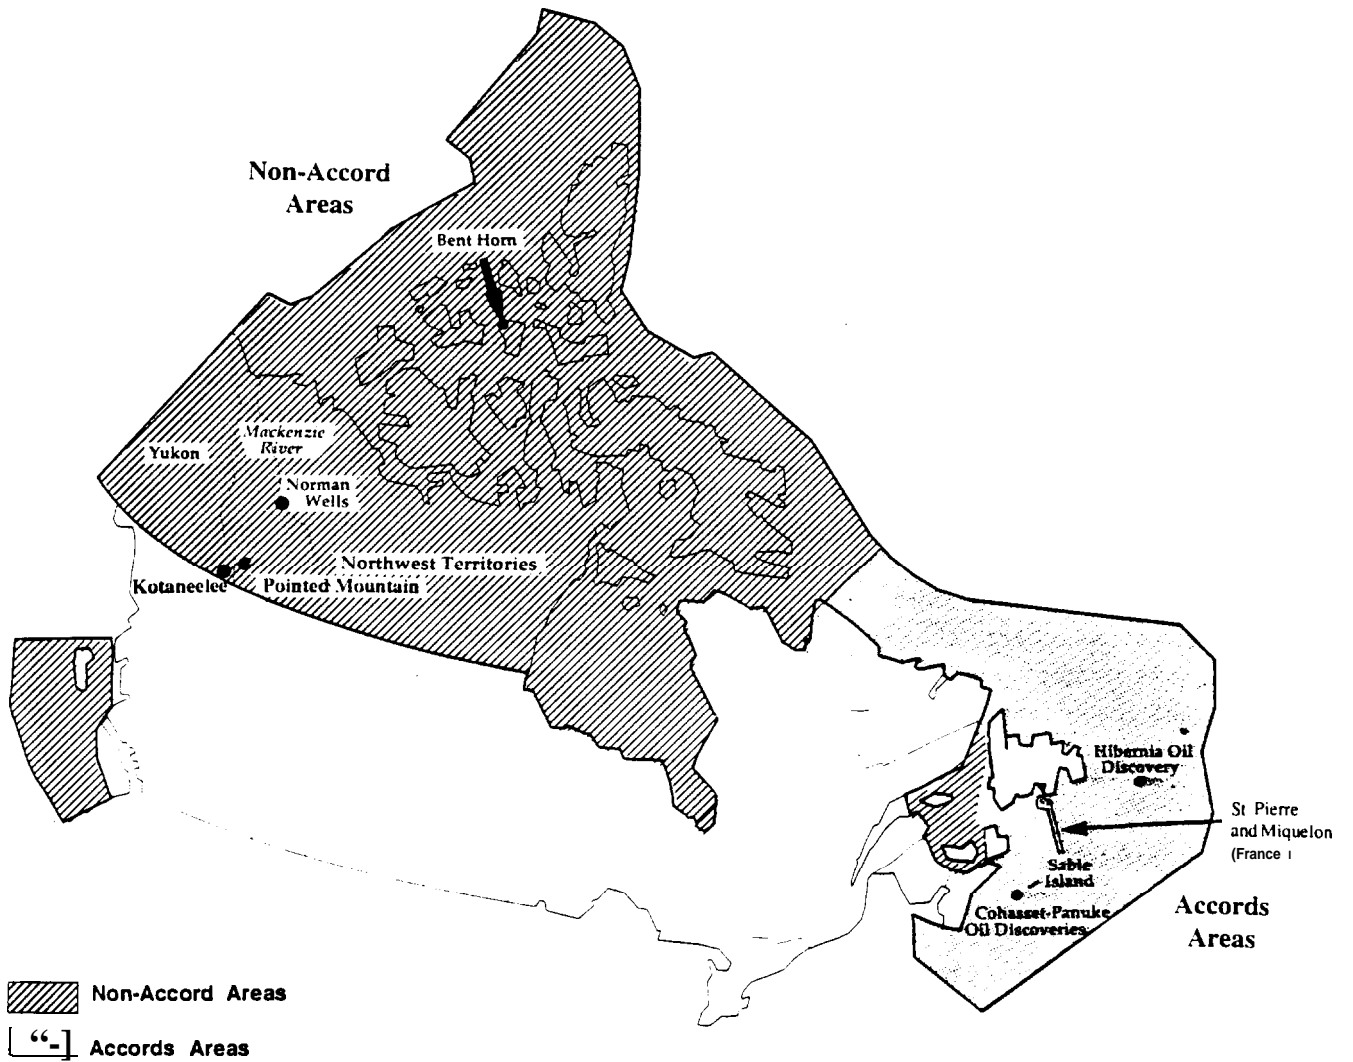 Non-Accord
Areas
Bent Horn
Mackenzie
River
Yukon
Norman
Wells
Northwest Territories
Kotaneelee
Pointed Mountain
Hibernia Oil
Discovery
St Pierre
and Miquelon
(France
Sable
Island
Cohasset-Panuke
Oil Discoveries
Accords
Areas
Non-Accord Areas
“-]
Accords Areas